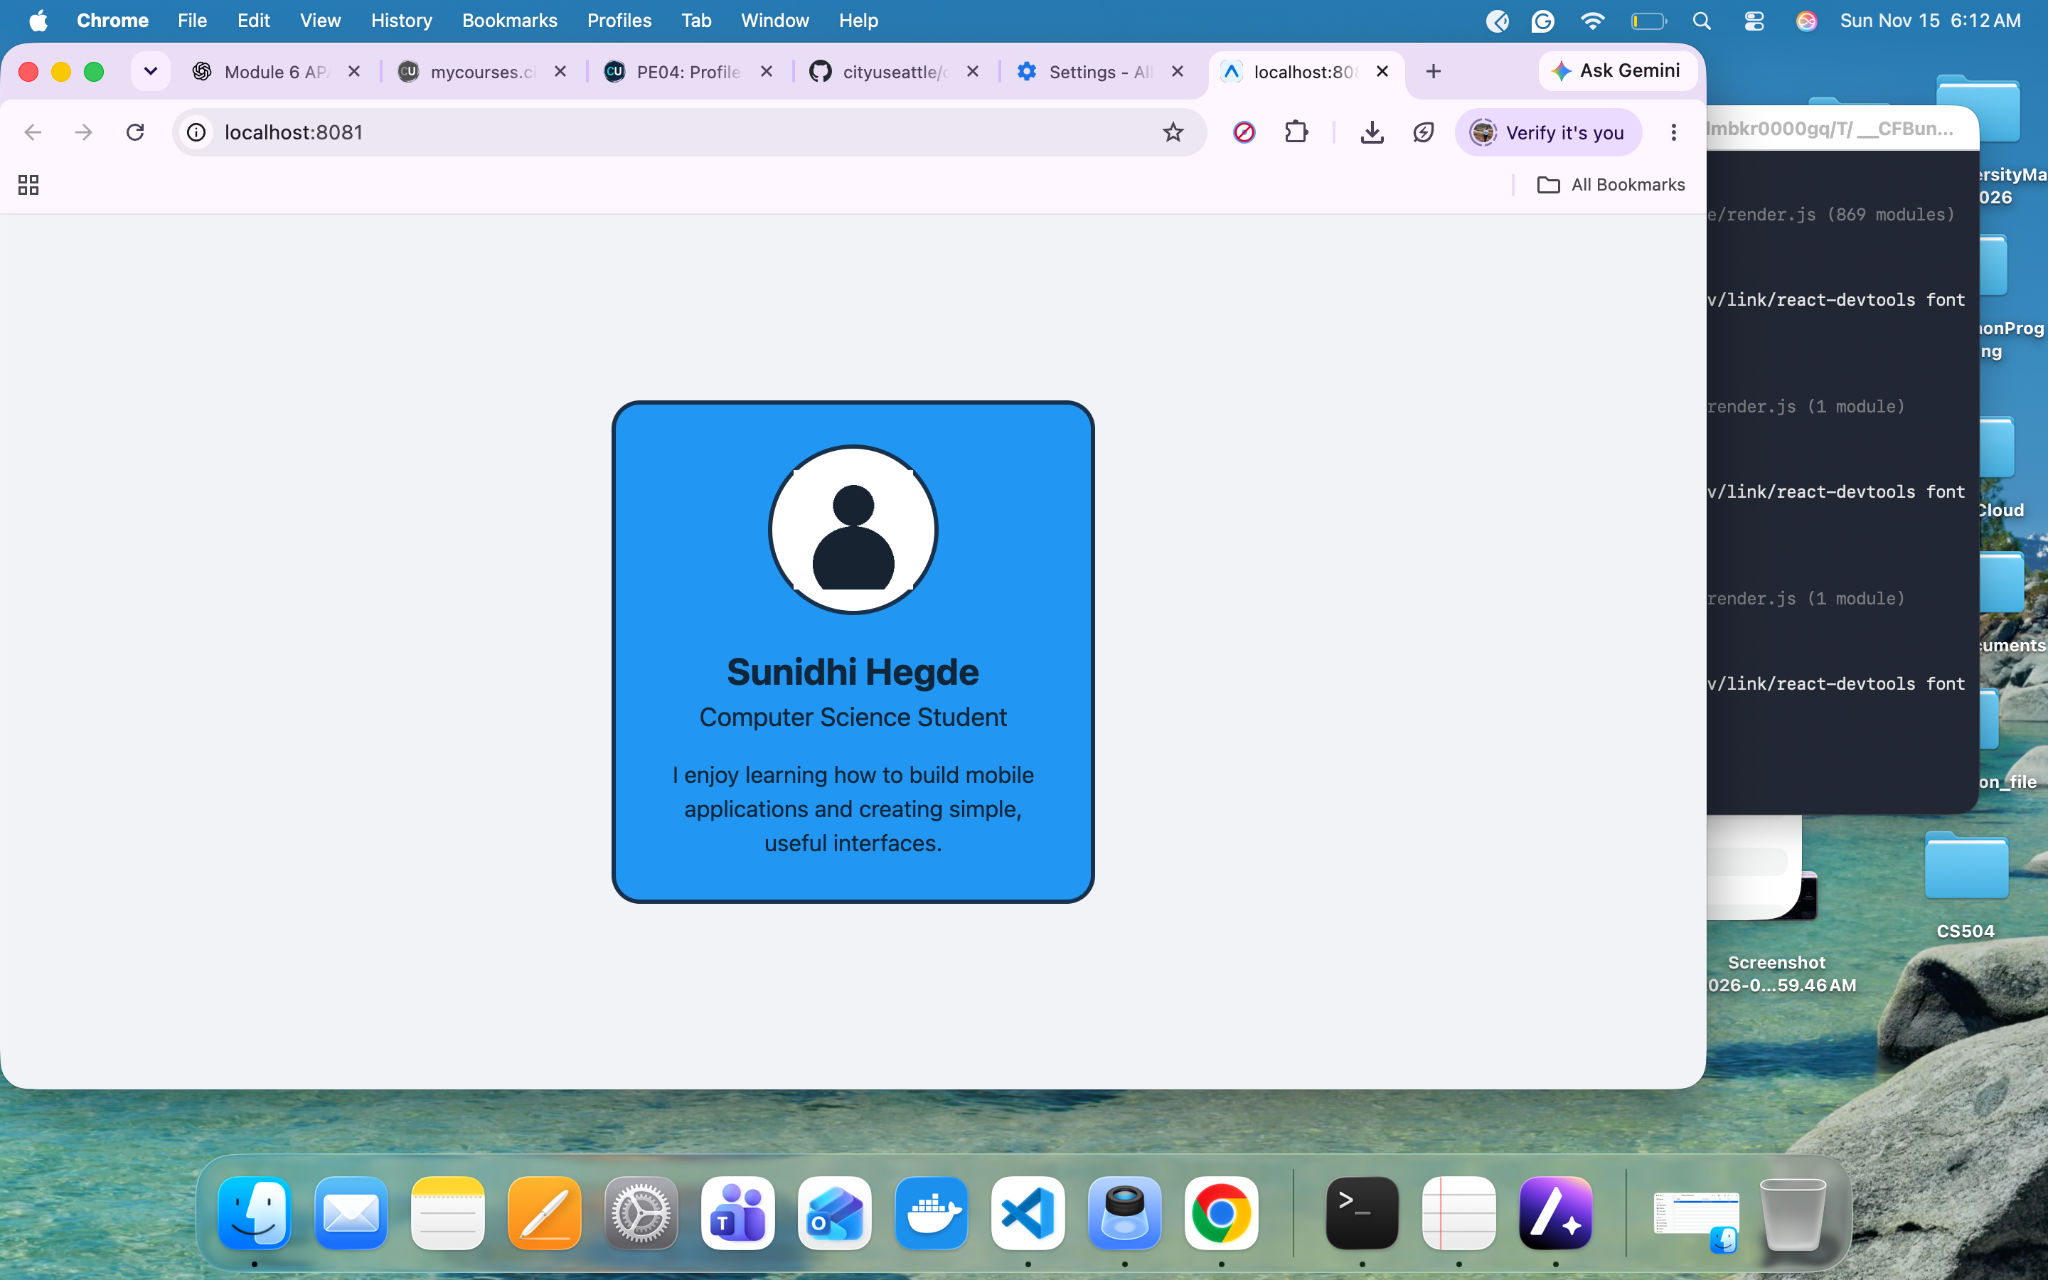 Chrome File Edit View History Bookmarks Profiles Tab Window Help Sun Nov 15 6:12 AM
Module 6 AP mycourses.ci PE04: Profile cityuseattle/c Settings - All localhost:808 Ask Gemini
localhost:8081 Verify it's you
All Bookmarks
Sunidhi Hegde
Computer Science Student
I enjoy learning how to build mobile
applications and creating simple,
useful interfaces.
lmbkr0000gq/T/ __CFBun...
e/render.js (869 modules)
v/link/react-devtools font
render.js (1 module)
v/link/react-devtools font
render.js (1 module)
v/link/react-devtools font
ersityMa
026
onProg
ng
Cloud
cuments
on_file
CS504
Screenshot
026-0...59.46 AM